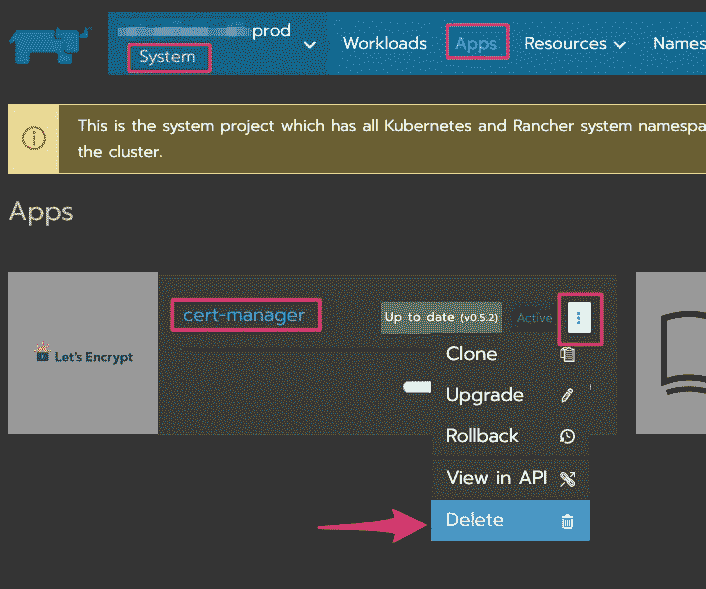 prod
System
Workloads
Apps
Resources
Names
This is the system project which has all Kubernetes and Rancher system namespa
the cluster.
Apps
Let's Encrypt
cert-manager
Up to date (v0.5.2)
Active
Clone
Upgrade
Rollback
View in API
Delete